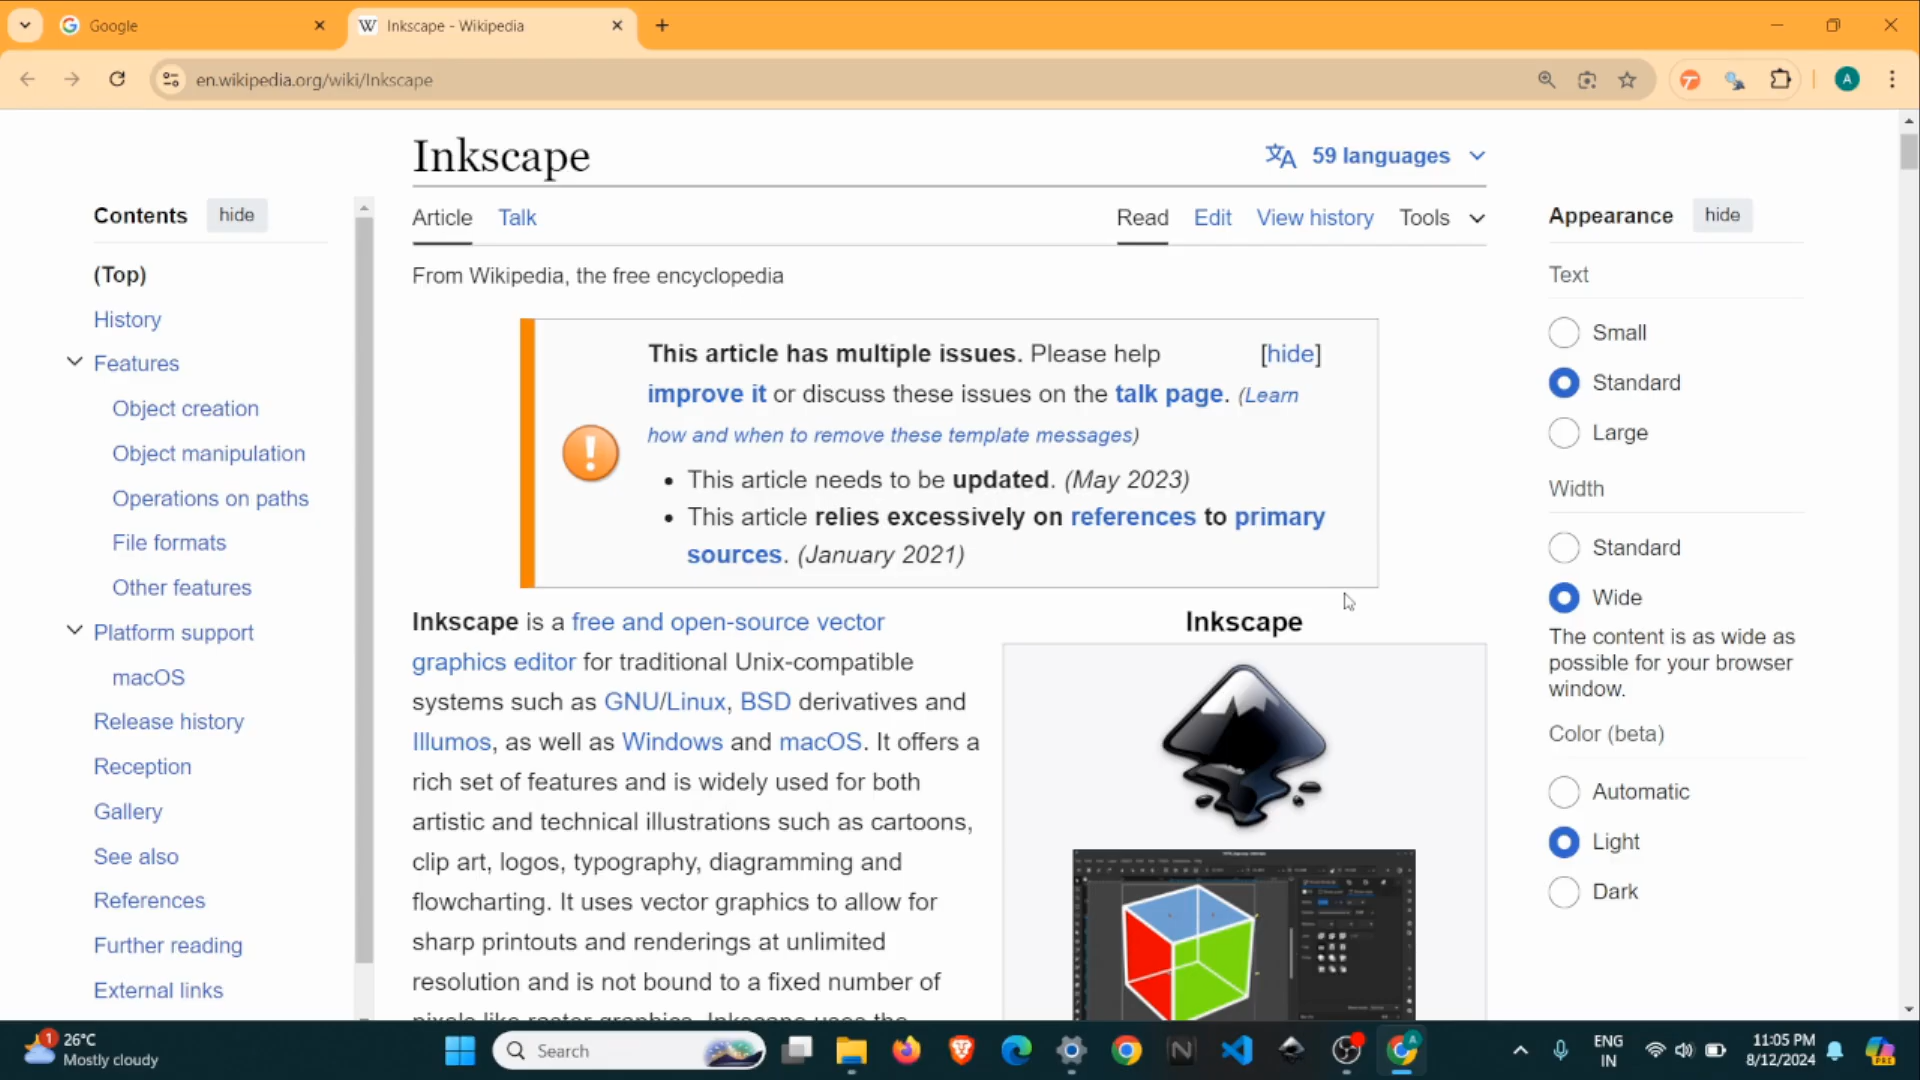 Google
W Inkscape - Wikipedia
en.wikipedia.org/wiki/Inkscape
A
Inkscape
59 languages
Contents hide
Article Talk Read Edit View history Tools
From Wikipedia, the free encyclopedia
(Top)
History
Features
Object creation
Object manipulation
Operations on paths
File formats
Other features
Platform support
macOS
Release history
Reception
Gallery
See also
References
Further reading
External links
This article has multiple issues. Please help [hide]
improve it or discuss these issues on the talk page. (Learn
how and when to remove these template messages)
• This article needs to be updated. (May 2023)
• This article relies excessively on references to primary
sources. (January 2021)
Inkscape is a free and open-source vector
graphics editor for traditional Unix-compatible
systems such as GNU/Linux, BSD derivatives and
Illumos, as well as Windows and macOS. It offers a
rich set of features and is widely used for both
artistic and technical illustrations such as cartoons,
clip art, logos, typography, diagramming and
flowcharting. It uses vector graphics to allow for
sharp printouts and renderings at unlimited
resolution and is not bound to a fixed number of
pixels like raster graphics. Inkscape uses the
Inkscape
Appearance hide
Text
Small
Standard
Large
Width
Standard
Wide
The content is as wide as
possible for your browser
window.
Color (beta)
Automatic
Light
Dark
1
26°C
Mostly cloudy
Search
A
ENG
IN
11:05 PM
8/12/2024
PRE